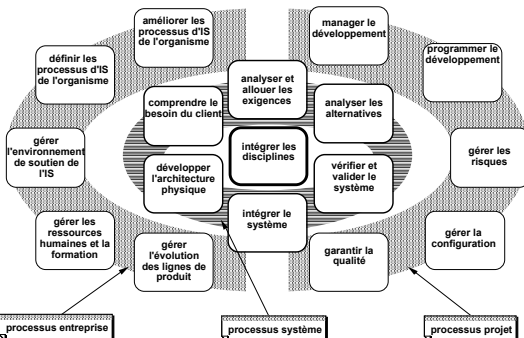 améliorer les
processus d'IS
de l'organisme
manager le
développement
définir les
processus d'IS
de l'organisme
programmer le
développement
analyser et
allouer les
exigences
comprendre le
besoin du client
analyser les
alternatives
gérer
l'environnement
de soutien de
l'IS
intégrer les
disciplines
gérer les
risques
développer
l'architecture
physique
vérifier et
valider le
système
gérer les
ressources
humaines et la
formation
intégrer le
système
gérer la
configuration
gérer
l'évolution
des lignes de
produit
garantir la
qualité
processus entreprise
processus système
processus projet